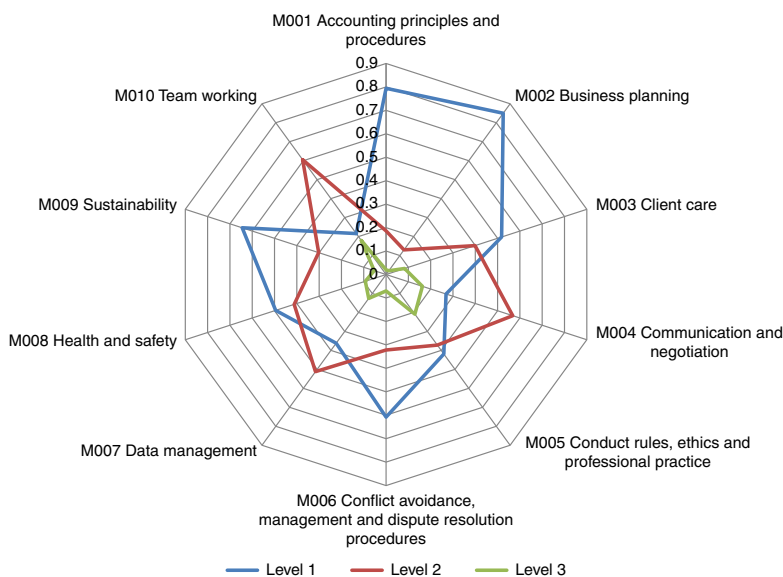 M001 Accounting principles and
procedures
0.9
0.8
0.7
0.6
0.5
0.4
0.3
0.2
0.1
0
M010 Team working
M002 Business planning
M009 Sustainability
M003 Client care
M008 Health and safety
M004 Communication and
negotiation
M007 Data management
M005 Conduct rules, ethics and
professional practice
M006 Conflict avoidance,
management and dispute resolution
procedures
Level 1
Level 2
Level 3